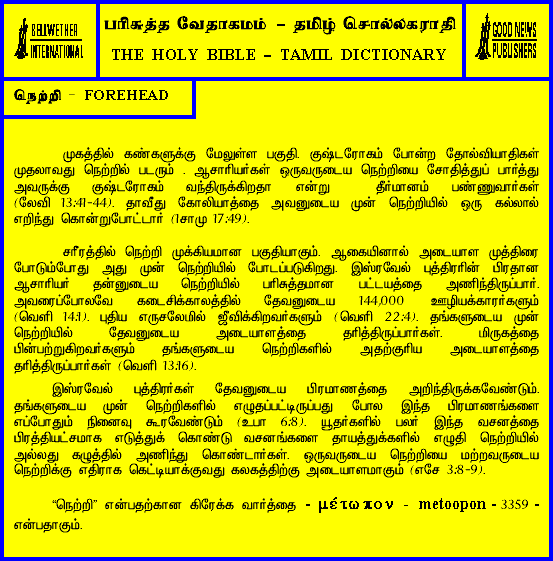 BELLWETHER
INTERNATIONAL
பரிசுத்த வேதாகமம் – தமிழ் சொல்லகராதி
THE HOLY BIBLE – TAMIL DICTIONARY
GOOD NEWS
PUBLISHERS
நெற்றி – FOREHEAD
முகத்தில் கண்களுக்கு மேலுள்ள பகுதி. குஷ்டரோகம் போன்ற தோல்வியாதிகள்
முதலாவது நெற்றில் படரும் . ஆசாரியர்கள் ஒருவருடைய நெற்றியை சோதித்துப் பார்த்து
அவருக்கு குஷ்டரோகம் வந்திருக்கிறதா என்று தீர்மானம் பண்ணுவார்கள்
(லேவி 13:41-44). தாவீது கோலியாத்தை அவனுடைய முன் நெற்றியில் ஒரு கல்லால்
எறிந்து கொன்றுபோட்டார் (1சாமு 17:49).
சரீரத்தில் நெற்றி முக்கியமான பகுதியாகும். ஆகையினால் அடையாள முத்திரை
போடும்போது அது முன் நெற்றியில் போடப்படுகிறது. இஸ்ரவேல் புத்திரரின் பிரதான
ஆசாரியர் தன்னுடைய நெற்றியில் பரிசுத்தமான பட்டயத்தை அணிந்திருப்பார்.
அவரைப்போலவே கடைசிக்காலத்தில் தேவனுடைய 144,000 ஊழியக்காரர்களும்
(வெளி 14:1). புதிய எருசலேமில் ஜீவிக்கிறவர்களும் (வெளி 22:4). தங்களுடைய முன்
நெற்றியில் தேவனுடைய அடையாளத்தை தரித்திருப்பார்கள். மிருகத்தை
பின்பற்றுகிறவர்களும் தங்களுடைய நெற்றிகளில் அதற்குரிய அடையாளத்தை
தரித்திருப்பார்கள் (வெளி 13:16).
இஸ்ரவேல் புத்திரர்கள் தேவனுடைய பிரமாணத்தை அறிந்திருக்கவேண்டும்.
தங்களுடைய முன் நெற்றிகளில் எழுதப்பட்டிருப்பது போல இந்த பிரமாணங்களை
எப்போதும் நினைவு கூரவேண்டும் (உபா 6:8). யூதர்களில் பலர் இந்த வசனத்தை
பிரத்தியட்சமாக எடுத்துக் கொண்டு வசனங்களை தாயத்துக்களில் எழுதி நெற்றியில்
அல்லது கழுத்தில் அணிந்து கொண்டார்கள். ஒருவருடைய நெற்றியை மற்றவருடைய
நெற்றிக்கு எதிராக கெட்டியாக்குவது கலகத்திற்கு அடையாளமாகும் (எசே 3:8-9).
“நெற்றி” என்பதற்கான கிரேக்க வார்த்தை - μέτωπον - metoopon - 3359 -
என்பதாகும்.